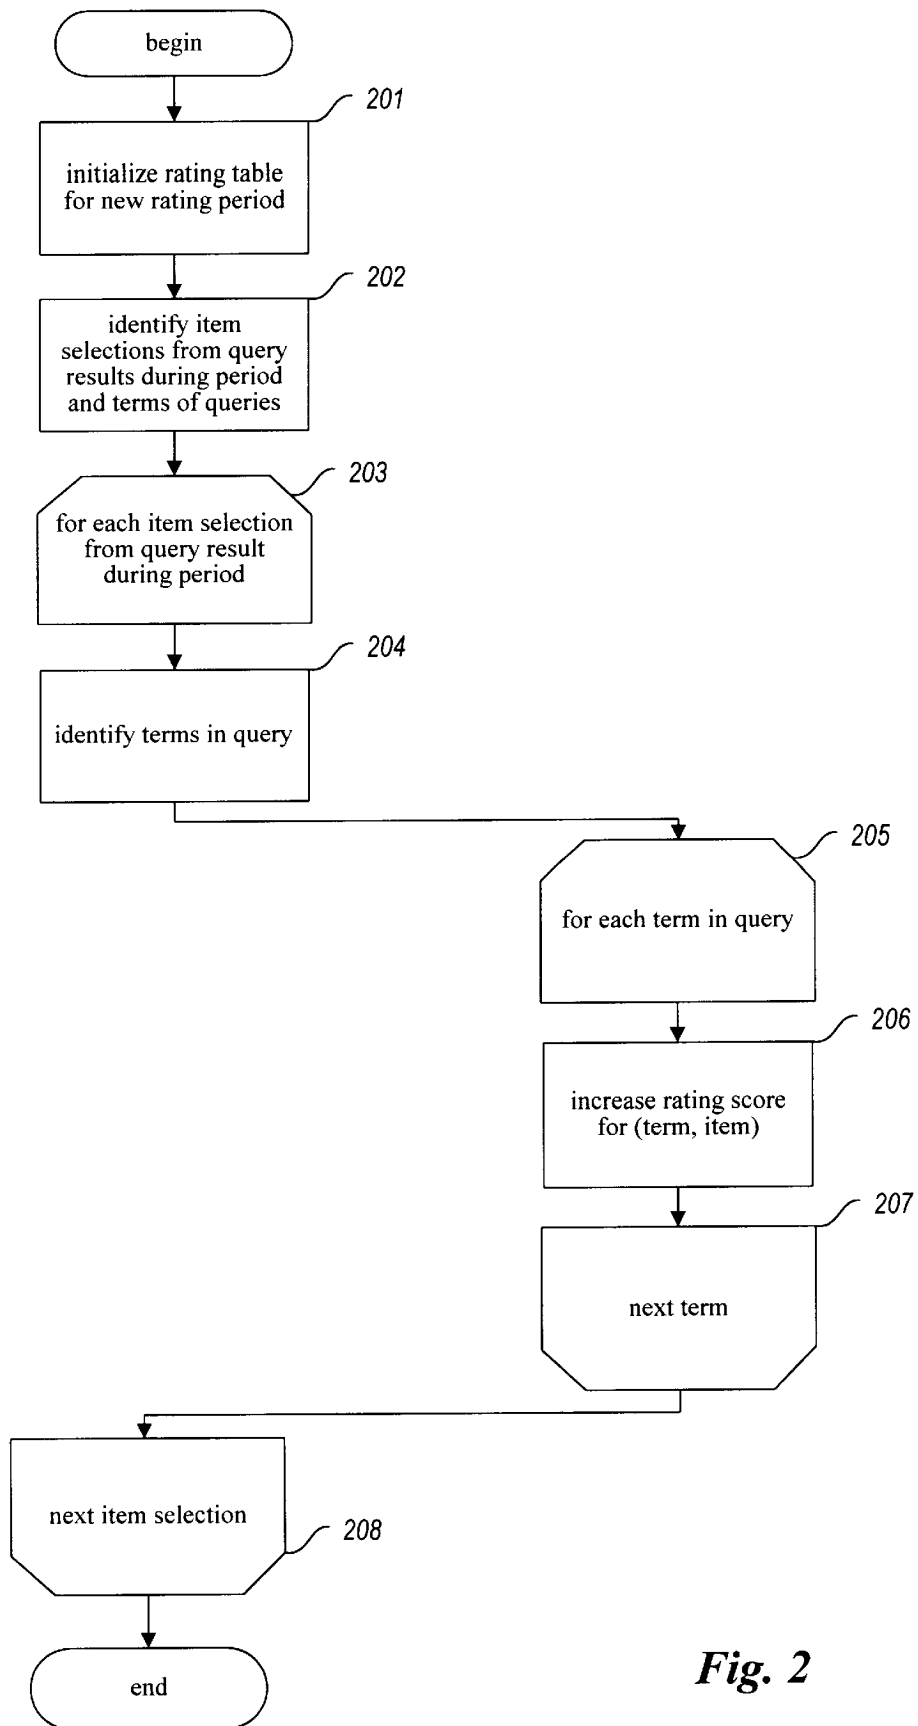 begin
201
initialize rating table
for new rating period
202
identify item
selections from query
results during period
and terms of queries
203
for each item selection
from query result
during period
204
identify terms in query
205
for each term in query
206
increase rating score
for (term, item)
207
next term
next item selection
208
end
Fig. 2